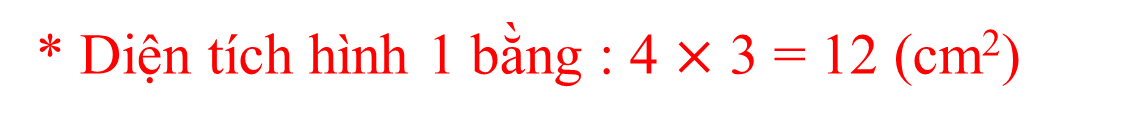 * Diện tích hình 1 bằng : 4 × 3 = 12 (cm²)